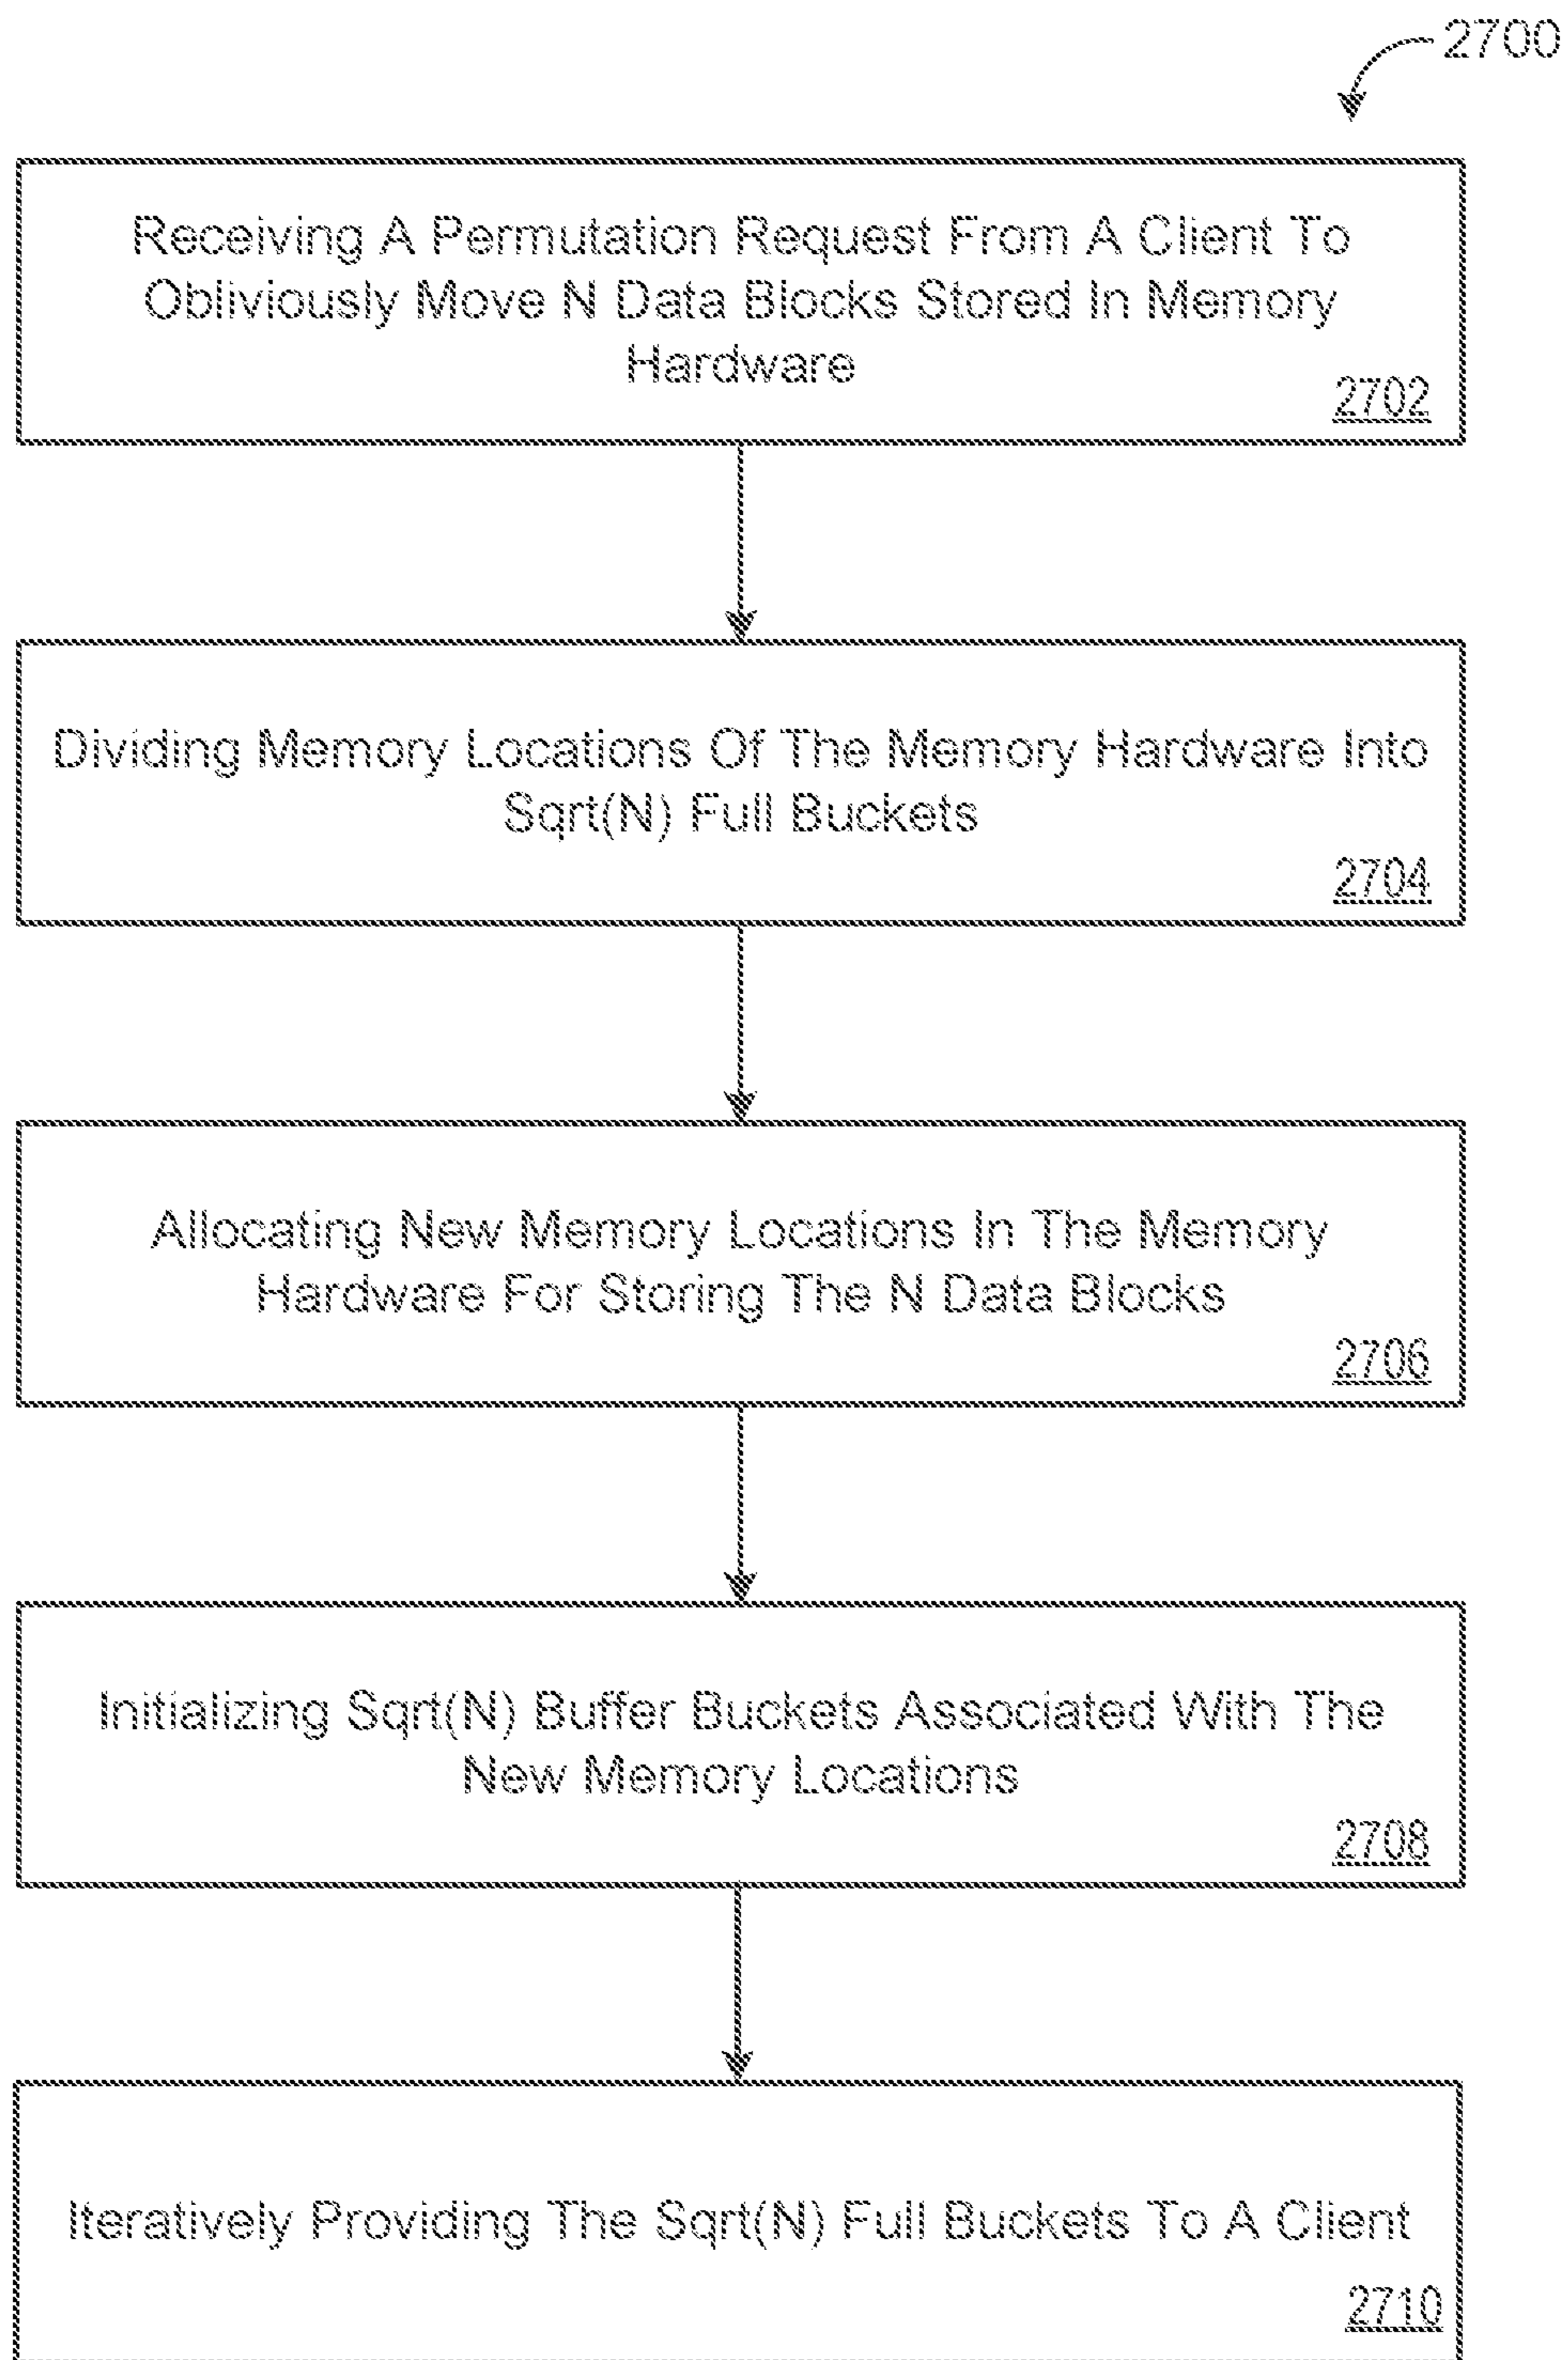 2700
Receiving A Permutation Request From A Client To
Obliviously Move N Data Blocks Stored In Memory
Hardware
2702
Dividing Memory Locations Of The Memory Hardware Into
Sqrt(N) Full Buckets
2704
Allocating New Memory Locations In The Memory
Hardware For Storing The N Data Blocks
2706
Initializing Sqrt(N) Buffer Buckets Associated With The
New Memory Locations
2708
Iteratively Providing The Sqrt(N) Full Buckets To A Client
2710